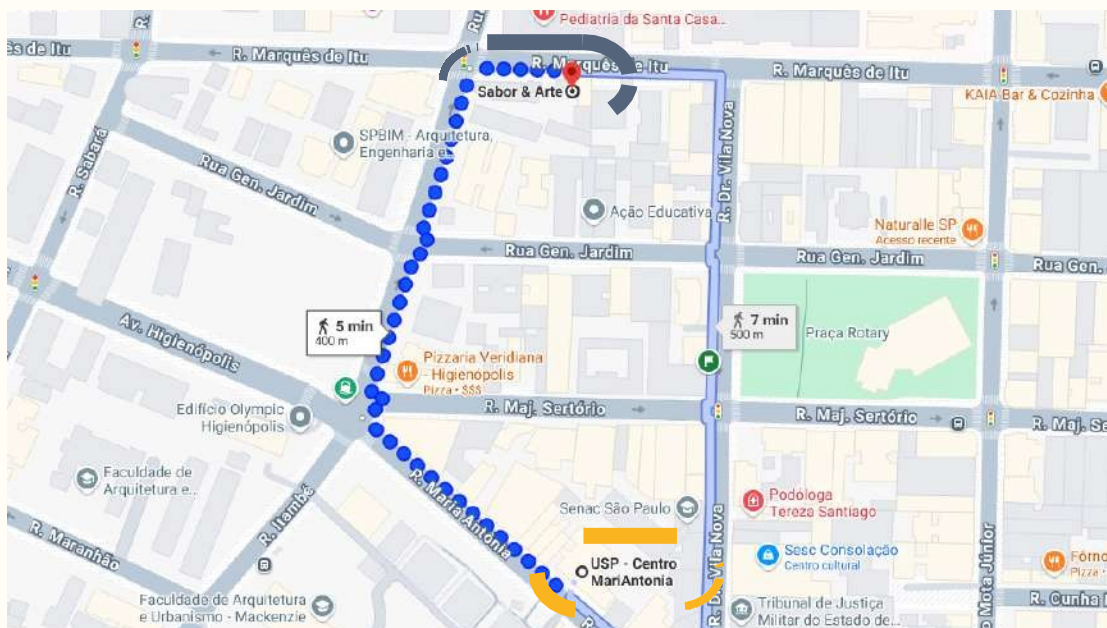 Pediatria da Santa Casa...
R. Marquês de Itu
R. Marquês de Itu
R. Marquês de Itu
Sabor & Arte
KAIA Bar & Cozinha
SPBIM - Arquitetura,
Engenharia e...
R. Sabará
R. Dr. Vila Nova
Rua Gen. Jardim
Ação Educativa
Naturalle SP
Acesso recente
Rua Gen. Jardim
Rua Gen. Jardim
Rua Gen.
5 min
400 m
7 min
500 m
Praça Rotary
Av. Higienópolis
Pizzaria Veridiana
- Higienópolis
Pizza • $$$
Edifício Olympic
Higienópolis
R. Maj. Sertório
R. Maj. Sertório
R. Maj. Se
Faculdade de
Arquitetura e...
R. Maria Antônia
R. Itambé
Senac São Paulo
Podóloga
Tereza Santiago
R. Maranhão
USP - Centro
MariAntonia
R. Dr. Vila Nova
Sesc Consolação
Centro cultural
Mota Júnior
Pizza •
Faculdade de Arquitetura
e Urbanismo - Mackenzie
Tribunal de Justiça
Militar do Estado de...
R. Cunha